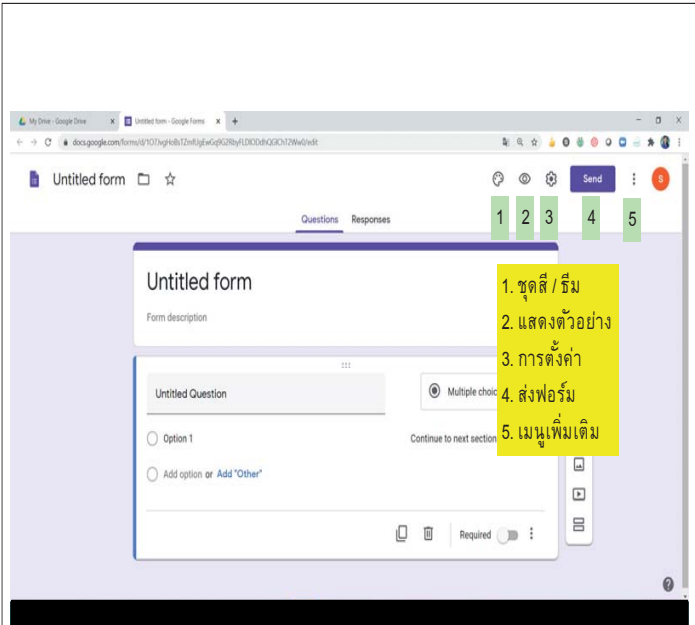 My Drive - Google Drive
Untitled form - Google Forms
Untitled form
Send
S
Questions Responses
1 2 3 4 5
Untitled form
Form description
1. ชุดสี / ธีม
2. แสดงตัวอย่าง
3. การตั้งค่า
4. ส่งฟอร์ม
5. เมนูเพิ่มเติม
Untitled Question
Multiple choic
Option 1
Continue to next section
Add option or Add "Other"
Required